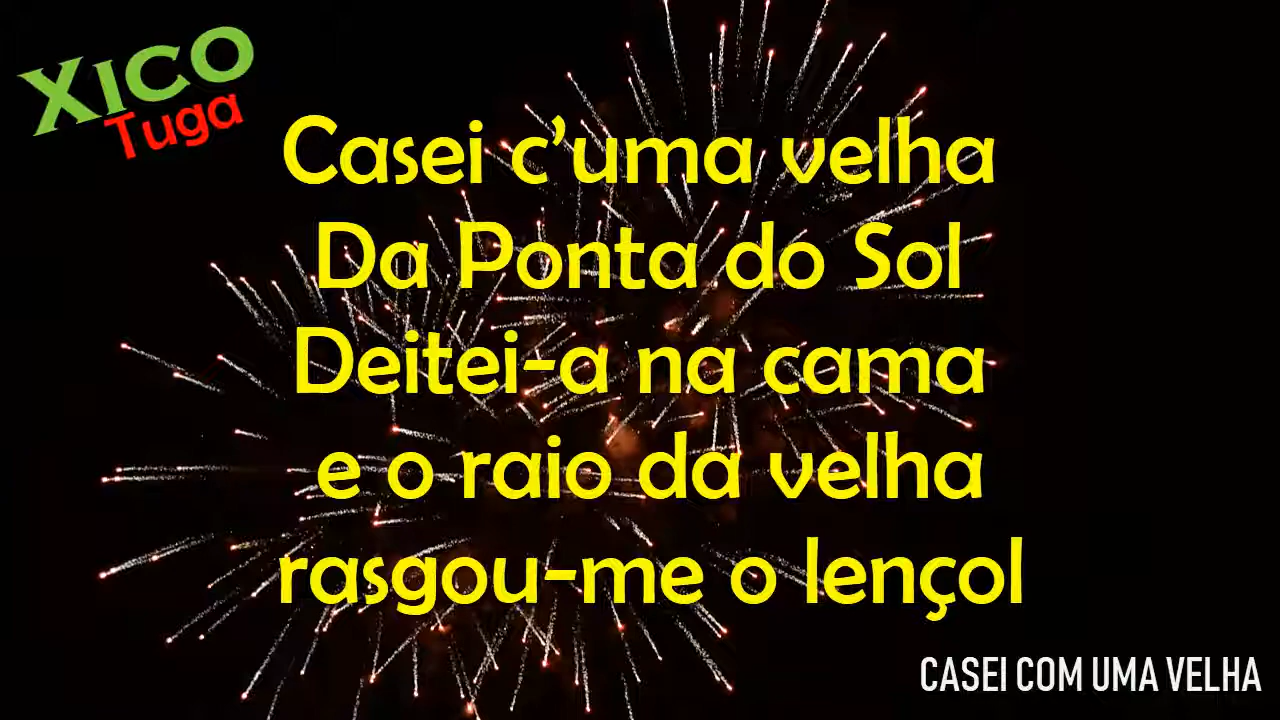 XICO
Tuga
Casei c’uma velha
Da Ponta do Sol
Deitei-a na cama
e o raio da velha
rasgou-me o lençol
CASEI COM UMA VELHA